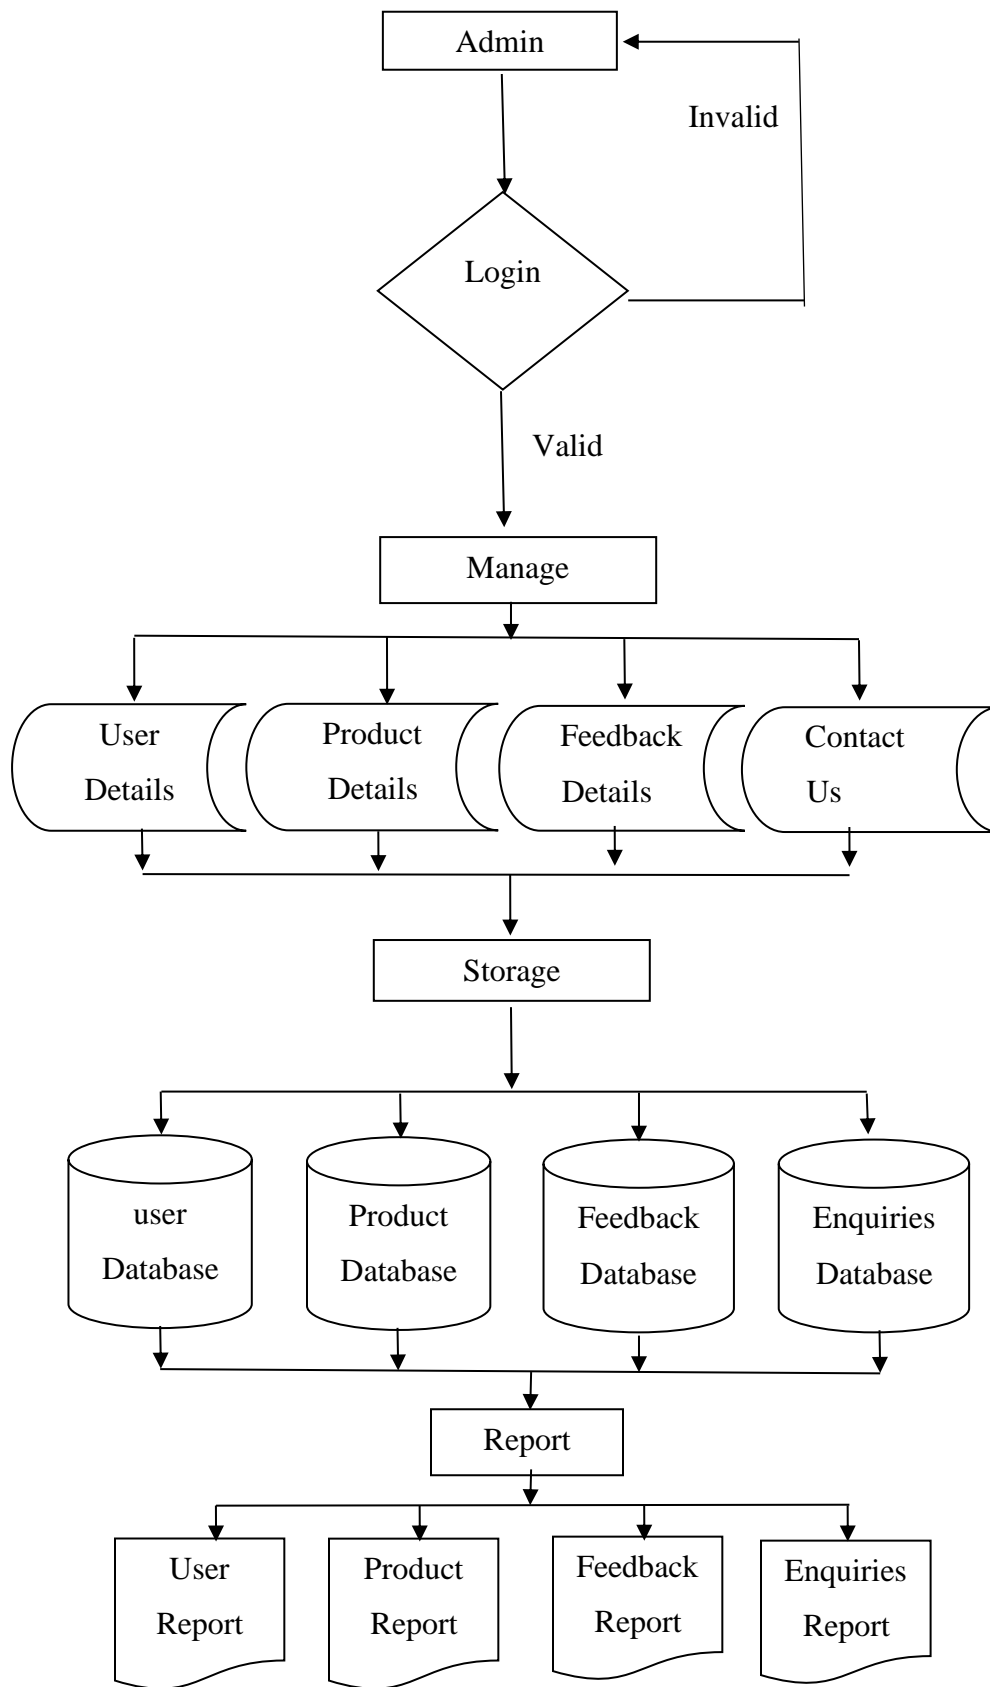 Admin
Invalid
Login
Valid
Manage
User
Details
Product
Details
Feedback
Details
Contact
Us
Storage
user
Database
Product
Database
Feedback
Database
Enquiries
Database
Report
User
Report
Product
Report
Feedback
Report
Enquiries
Report